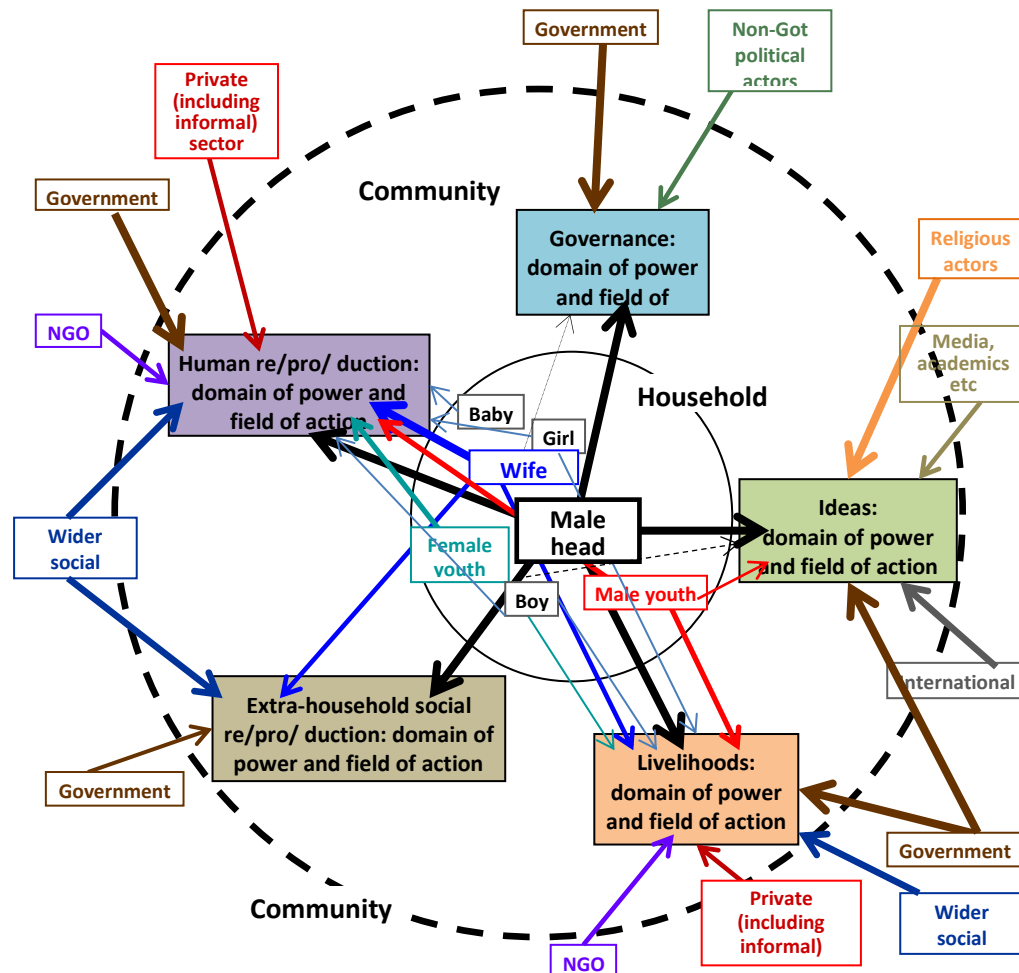 Government
Non-Got
political
actors
Private
(including
informal)
sector
Community
Government
Governance:
domain of power
and field of
Religious
actors
NGO
Media,
academics
etc
Human re/pro/ duction:
domain of power and
field of action
Household
Baby
Girl
Wife
Male
head
Ideas:
domain of power
and field of action
Wider
social
Female
youth
Boy
Male youth
International
Extra-household social
re/pro/ duction: domain of
power and field of action
Government
Livelihoods:
domain of power
and field of action
Government
Community
Private
(including
informal)
Wider
social
NGO